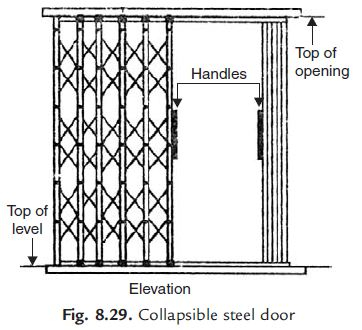 Top of
opening
Handles
Top of
level
Elevation
Fig. 8.29. Collapsible steel door